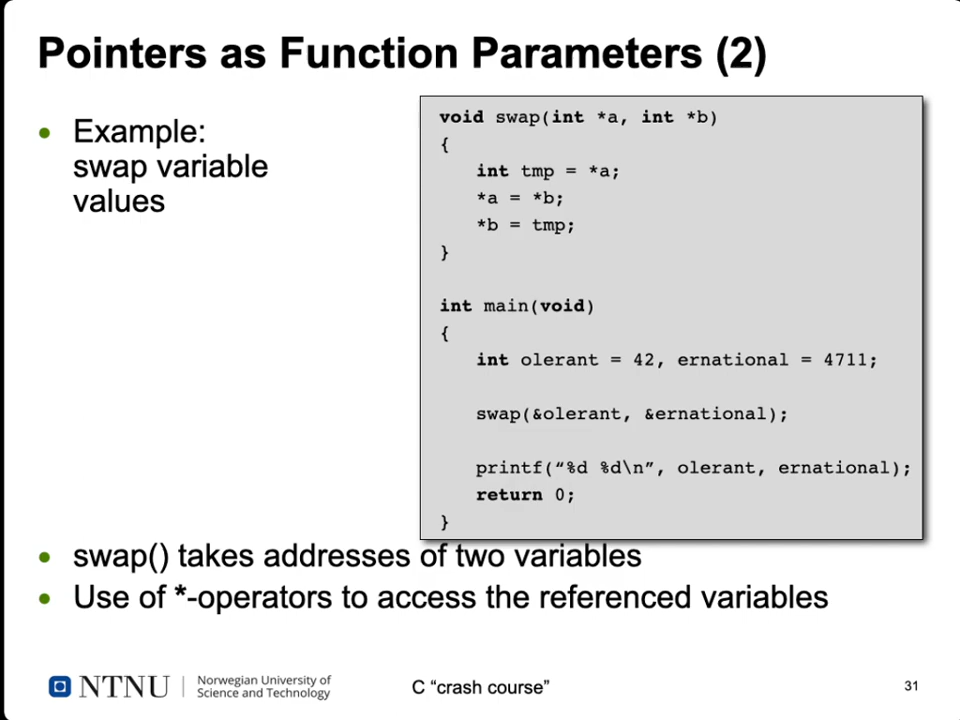 Pointers as Function Parameters (2)
Example:
swap variable
values
void swap(int *a, int *b)
{
int tmp = *a;
*a = *b;
*b = tmp;
}
int main(void)
{
int olerant = 42, ernational = 4711;
swap(&olerant, &ernational);
printf(“%d %d\n”, olerant, ernational);
return 0;
}
swap() takes addresses of two variables
Use of *-operators to access the referenced variables
NTNU
Norwegian University of
Science and Technology
C “crash course”
31